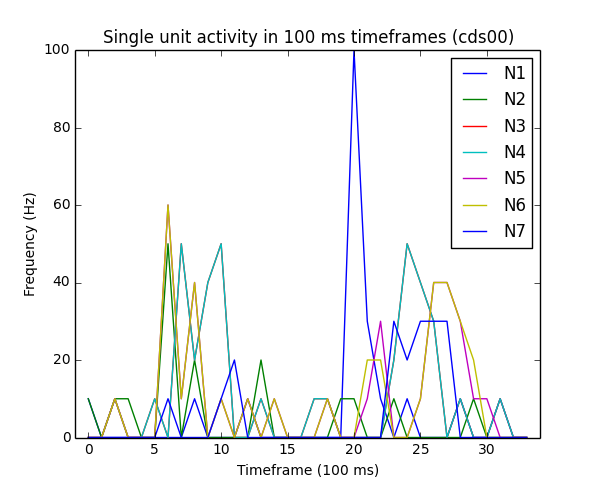 Single unit activity in 100 ms timeframes (cds00)
100
80
60
40
20
0
Frequency (Hz)
N1
N2
N3
N4
N5
N6
N7
0 5 10 15 20 25 30
Timeframe (100 ms)